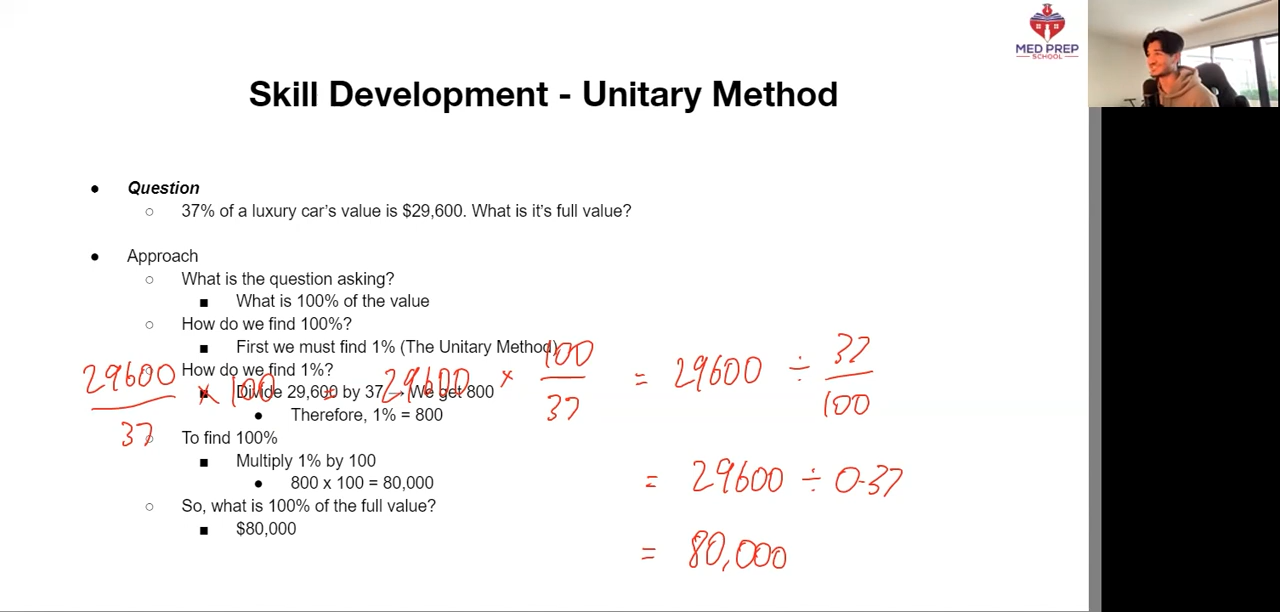 MED PREP
SCHOOL
Skill Development - Unitary Method
Question
37% of a luxury car's value is $29,600. What is it's full value?
Approach
What is the question asking?
What is 100% of the value
How do we find 100%?
First we must find 1% (The Unitary Method)
How do we find 1%?
Divide 29,600 by 37 → We get 800
Therefore, 1% = 800
To find 100%
Multiply 1% by 100
800 x 100 = 80,000
So, what is 100% of the full value?
$80,000
29600/37 × 100 = 29600 × 100/37 = 29600 ÷ 37/100
= 29600 ÷ 0.37
= 80,000